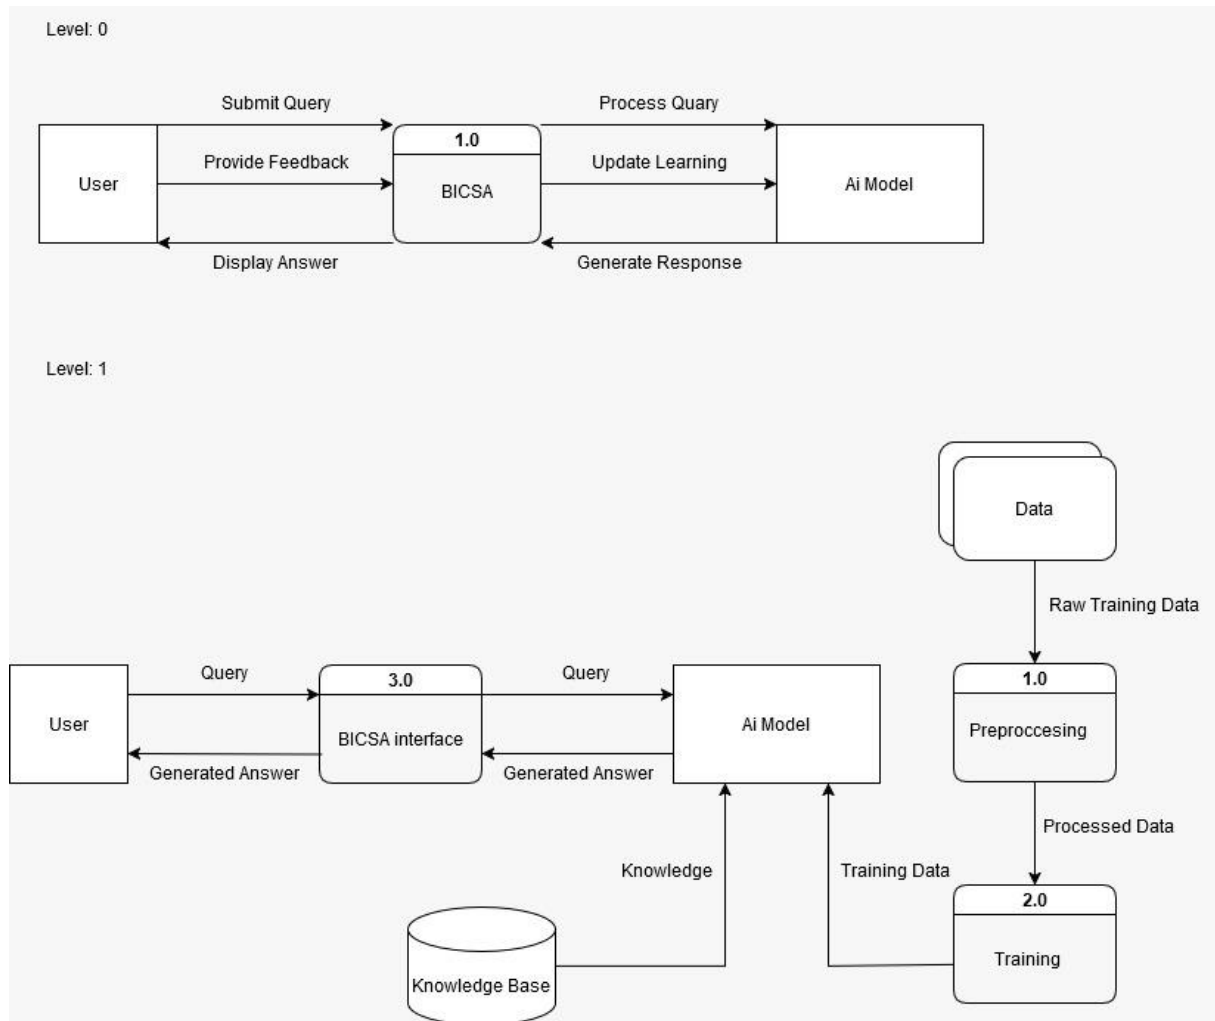 Level: 0
Submit Query
Process Quary
1.0
Provide Feedback
Update Learning
User
BICSA
Ai Model
Display Answer
Generate Response
Level: 1
Data
Raw Training Data
Query
Query
3.0
1.0
User
BICSA interface
Ai Model
Preproccesing
Generated Answer
Generated Answer
Processed Data
Knowledge
Training Data
2.0
Training
Knowledge Base